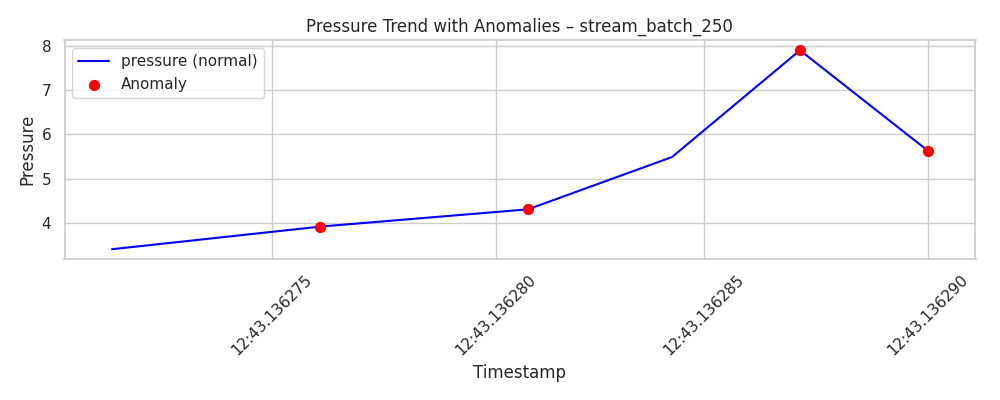 Pressure Trend with Anomalies – stream_batch_250
pressure (normal)
Anomaly
8
7
6
5
4
Pressure
12:43.136275
12:43.136280
12:43.136285
12:43.136290
Timestamp